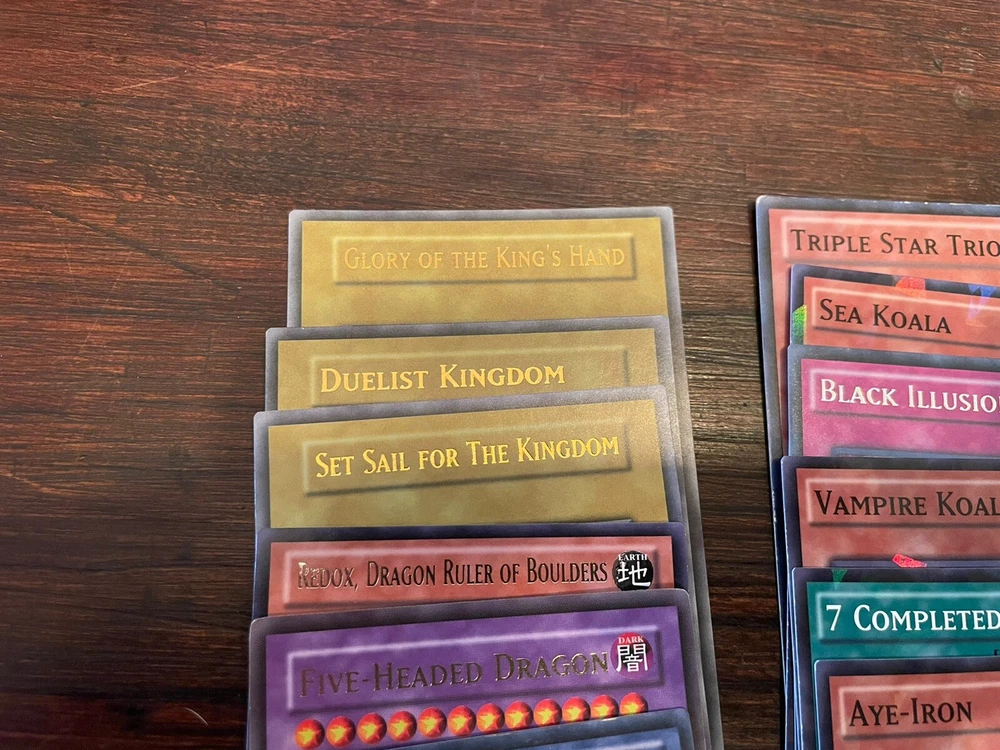 Glory of the King's Hand
Duelist Kingdom
Set Sail for The Kingdom
Redox, Dragon Ruler of Boulders
EARTH
地
Five-Headed Dragon
DARK
闇
Triple Star Trio
Sea Koala
Black Illusio
Vampire Koal
7 Completed
Aye-Iron